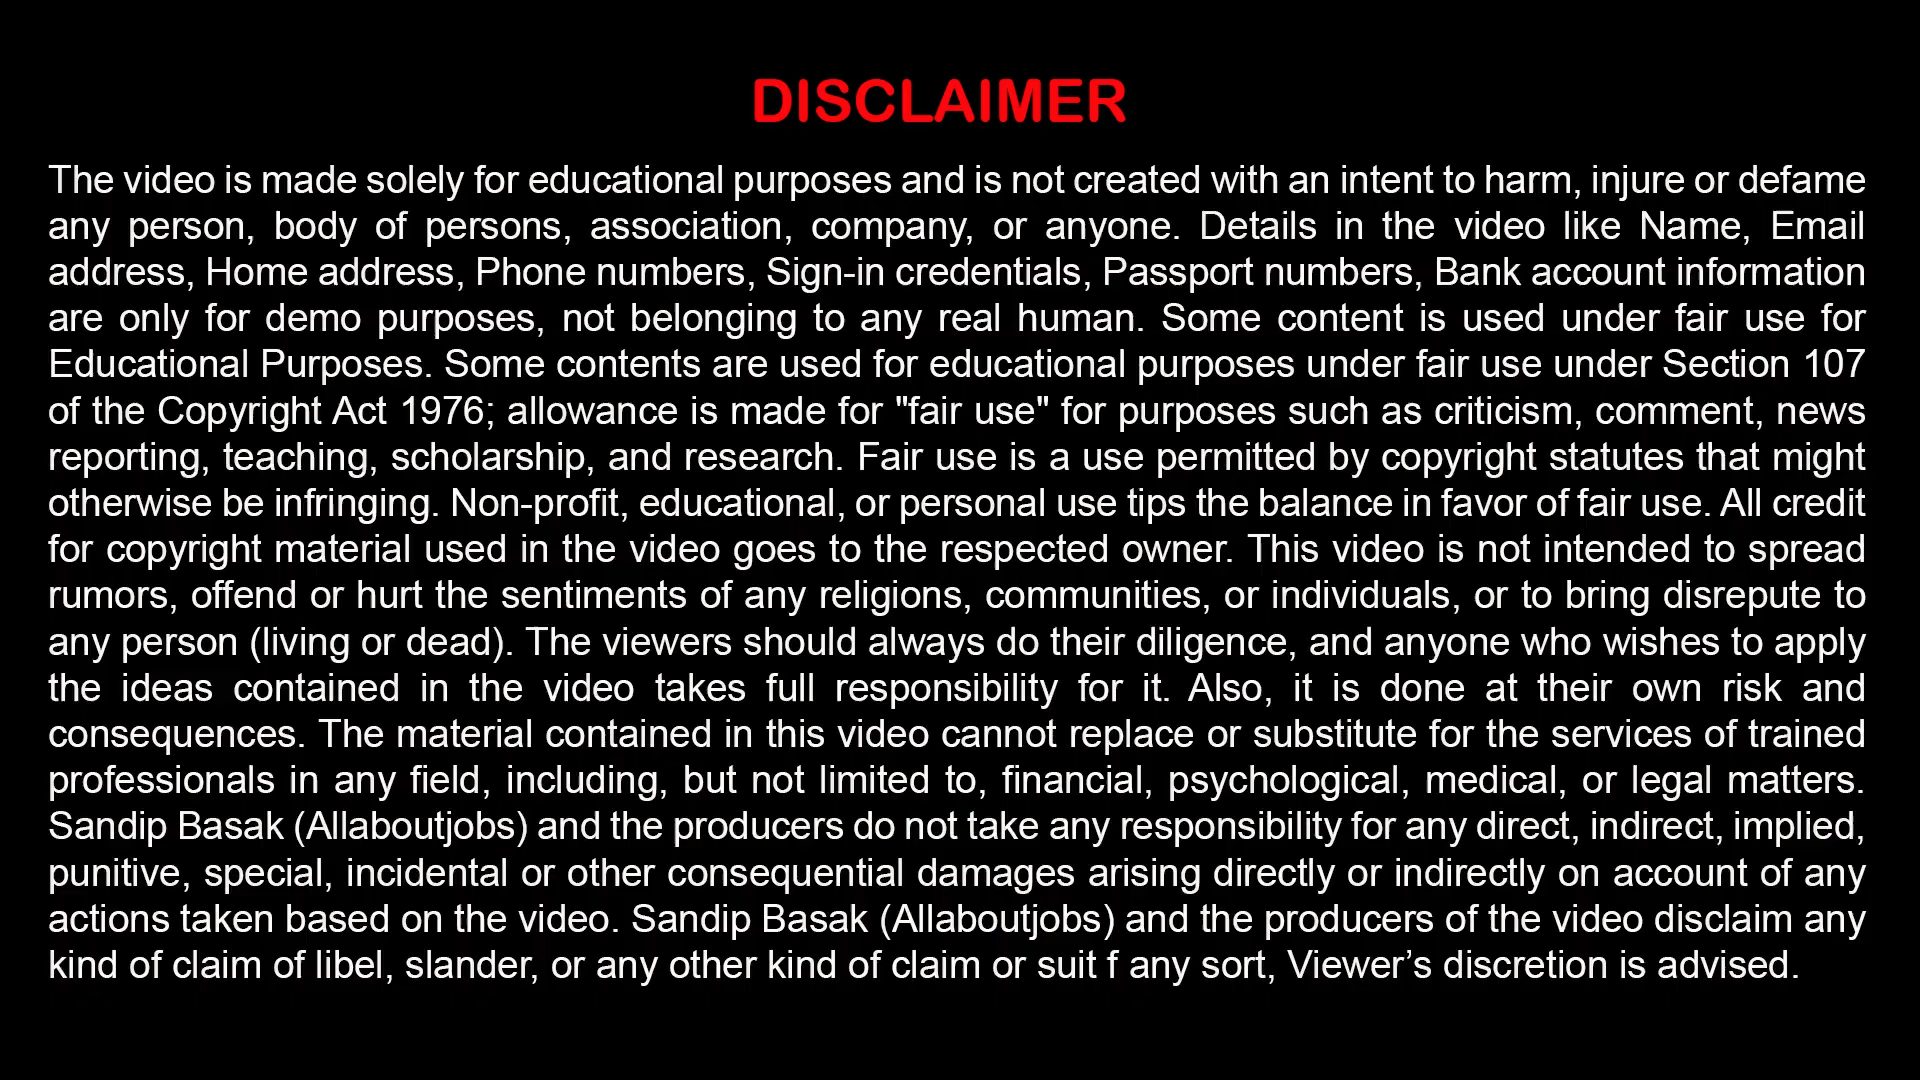 DISCLAIMER
The video is made solely for educational purposes and is not created with an intent to harm, injure or defame
any person, body of persons, association, company, or anyone. Details in the video like Name, Email
address, Home address, Phone numbers, Sign-in credentials, Passport numbers, Bank account information
are only for demo purposes, not belonging to any real human. Some content is used under fair use for
Educational Purposes. Some contents are used for educational purposes under fair use under Section 107
of the Copyright Act 1976; allowance is made for "fair use" for purposes such as criticism, comment, news
reporting, teaching, scholarship, and research. Fair use is a use permitted by copyright statutes that might
otherwise be infringing. Non-profit, educational, or personal use tips the balance in favor of fair use. All credit
for copyright material used in the video goes to the respected owner. This video is not intended to spread
rumors, offend or hurt the sentiments of any religions, communities, or individuals, or to bring disrepute to
any person (living or dead). The viewers should always do their diligence, and anyone who wishes to apply
the ideas contained in the video takes full responsibility for it. Also, it is done at their own risk and
consequences. The material contained in this video cannot replace or substitute for the services of trained
professionals in any field, including, but not limited to, financial, psychological, medical, or legal matters.
Sandip Basak (Allaboutjobs) and the producers do not take any responsibility for any direct, indirect, implied,
punitive, special, incidental or other consequential damages arising directly or indirectly on account of any
actions taken based on the video. Sandip Basak (Allaboutjobs) and the producers of the video disclaim any
kind of claim of libel, slander, or any other kind of claim or suit f any sort, Viewer’s discretion is advised.